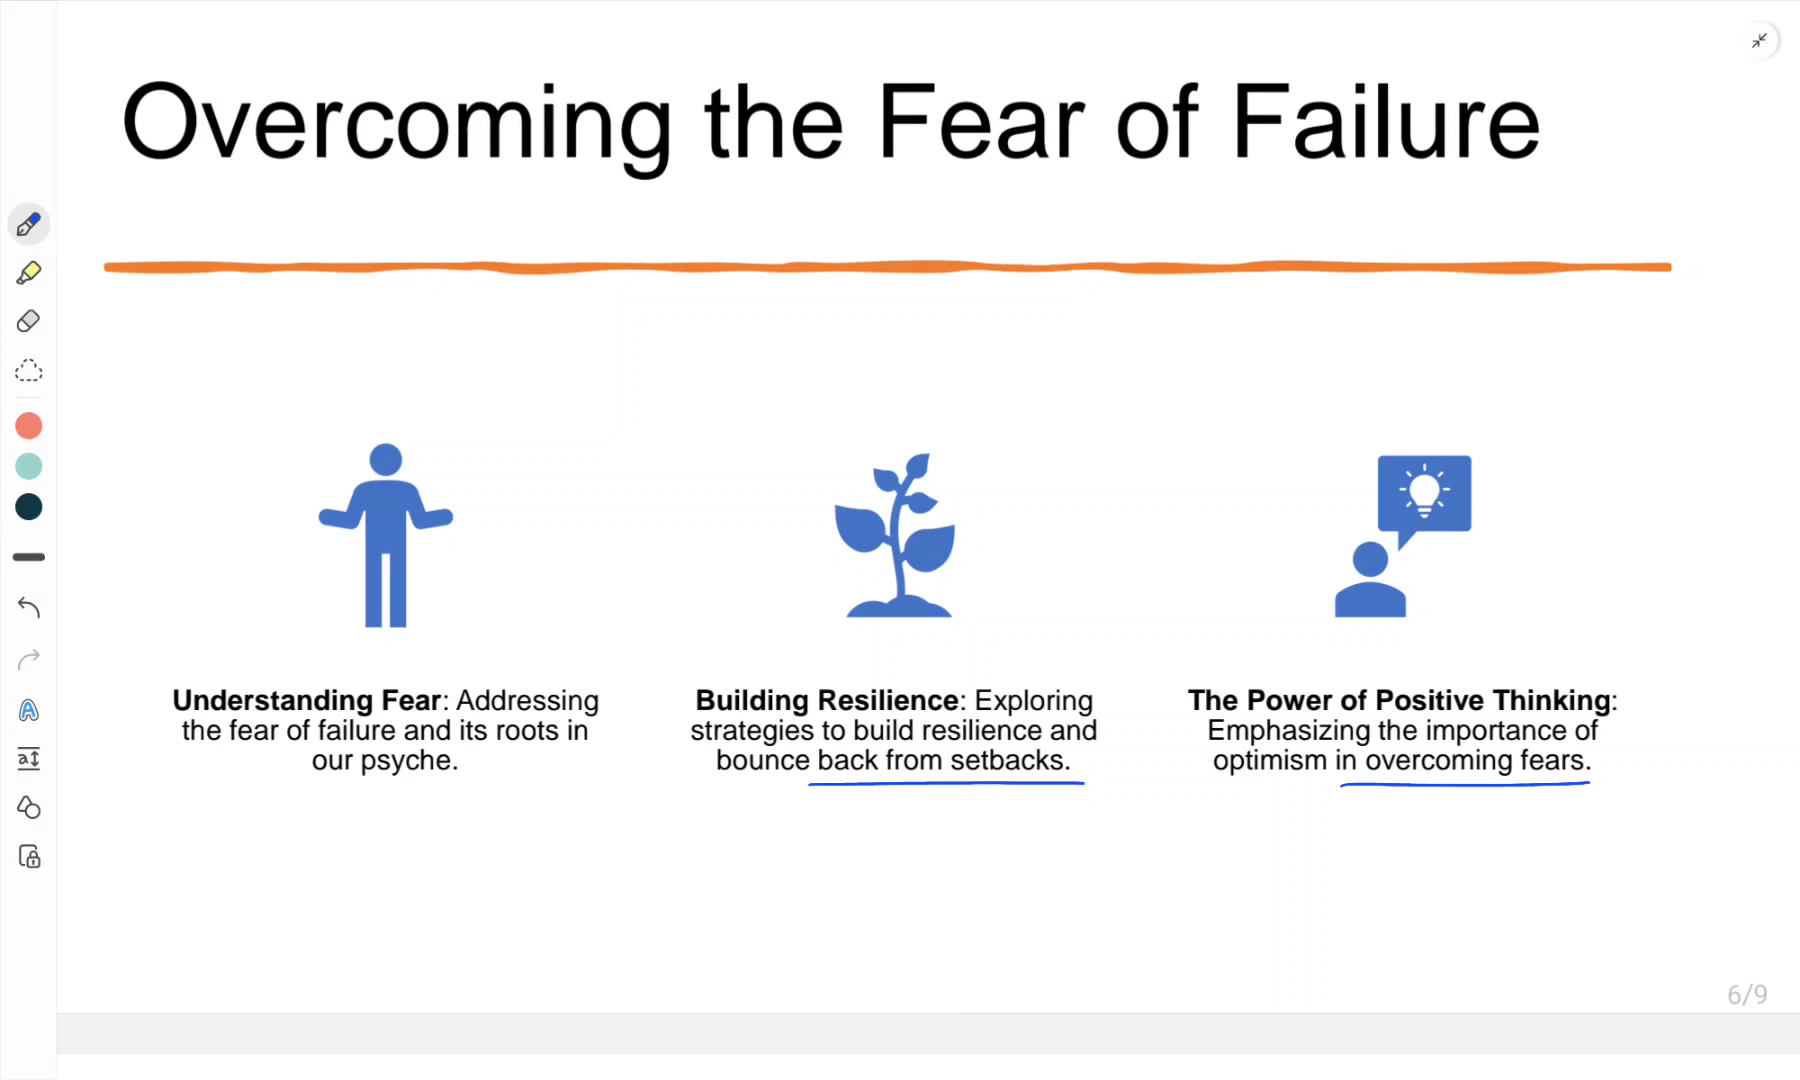 Overcoming the Fear of Failure
Understanding Fear: Addressing
the fear of failure and its roots in
our psyche.
Building Resilience: Exploring
strategies to build resilience and
bounce back from setbacks.
The Power of Positive Thinking:
Emphasizing the importance of
optimism in overcoming fears.
6/9